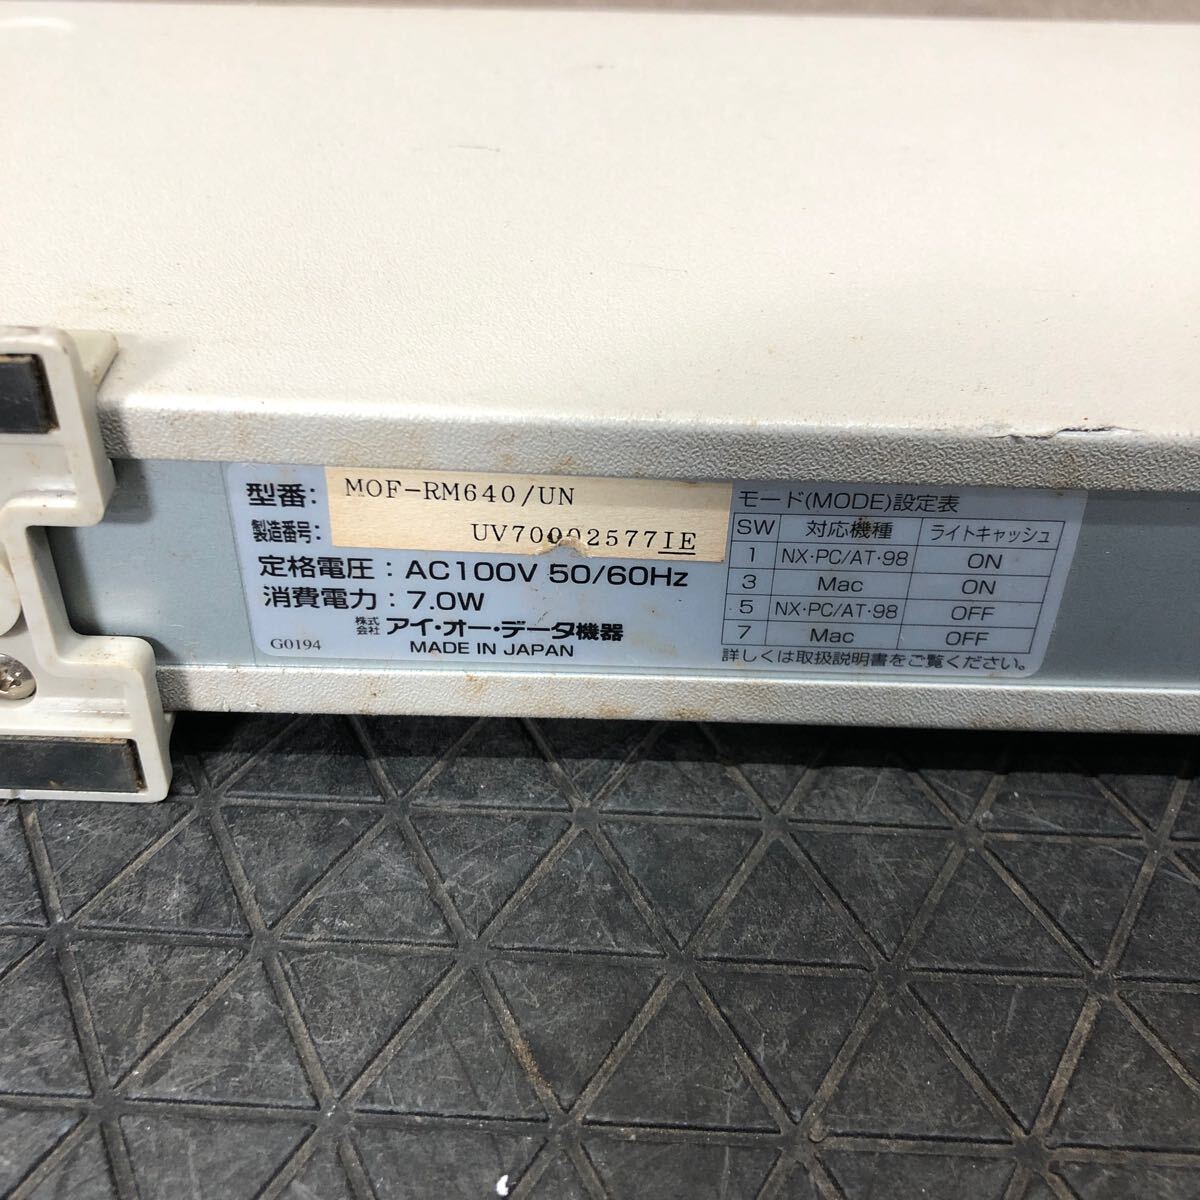 型番: MOF-RM640/UN
製造番号: UV70002577IE
定格電圧:AC100V 50/60Hz
消費電力:7.0W
株式会社 アイ・オー・データ機器
G0194 MADE IN JAPAN
モード(MODE)設定表
SW 対応機種 ライトキャッシュ
1 NX・PC/AT・98 ON
3 Mac ON
5 NX・PC/AT・98 OFF
7 Mac OFF
詳しくは取扱説明書をご覧ください。